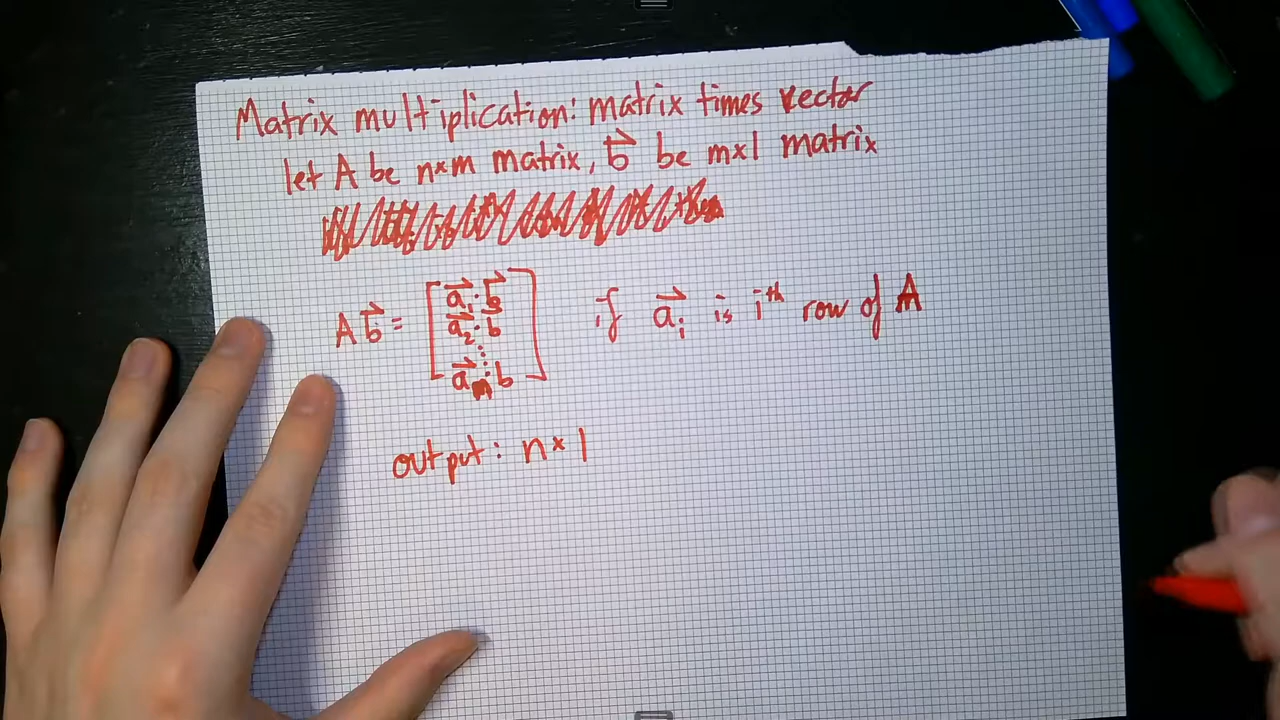 Matrix multiplication: matrix times vector
let A be n×m matrix, b⃗ be m×1 matrix
Ab⃗ = [a⃗₁·b⃗
a⃗₂·b
⋮
a⃗ₘ·b] if a⃗ᵢ is iᵗʰ row of A
output: n×1